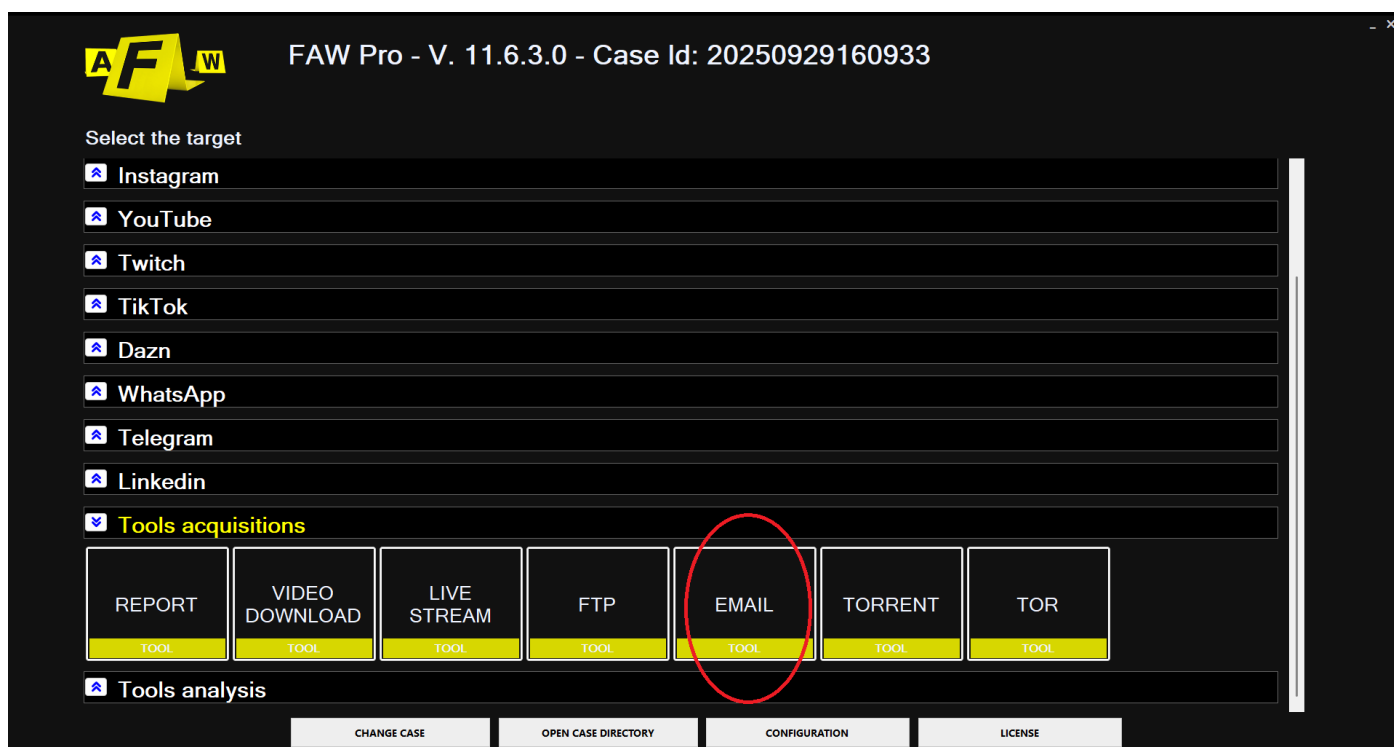 A F W
FAW Pro - V. 11.6.3.0 - Case Id: 20250929160933
Select the target
Instagram
YouTube
Twitch
TikTok
Dazn
WhatsApp
Telegram
Linkedin
Tools acquisitions
REPORT
TOOL
VIDEO
DOWNLOAD
TOOL
LIVE
STREAM
TOOL
FTP
TOOL
EMAIL
TOOL
TORRENT
TOOL
TOR
TOOL
Tools analysis
CHANGE CASE
OPEN CASE DIRECTORY
CONFIGURATION
LICENSE